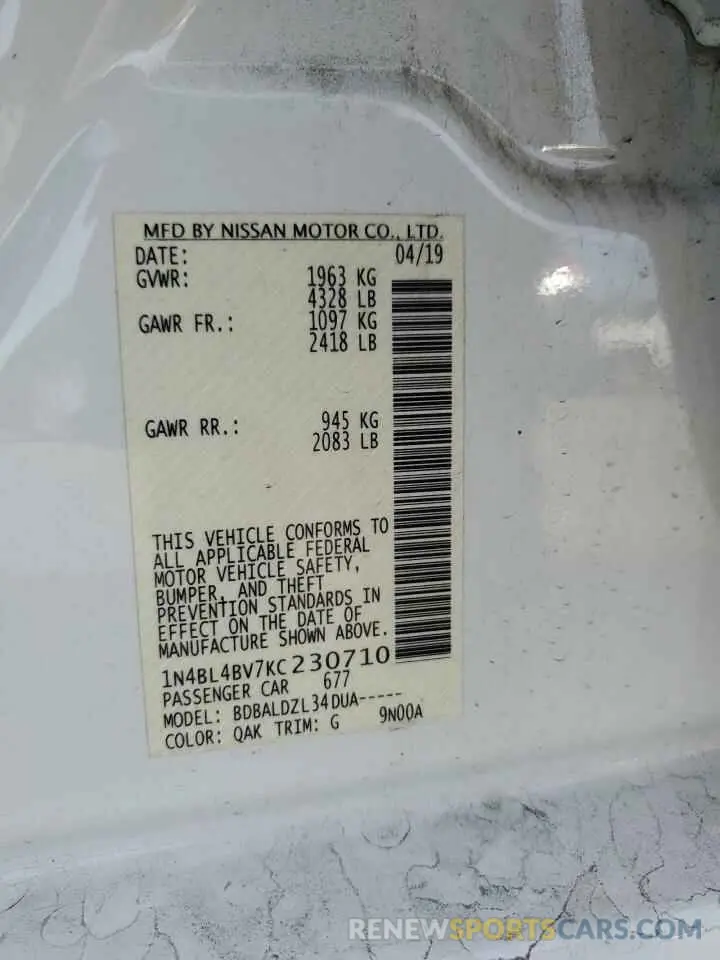 MFD BY NISSAN MOTOR CO., LTD.
DATE: 04/19
GVWR: 1963 KG
4328 LB
GAWR FR.: 1097 KG
2418 LB
GAWR RR.: 945 KG
2083 LB
THIS VEHICLE CONFORMS TO
ALL APPLICABLE FEDERAL
MOTOR VEHICLE SAFETY,
BUMPER, AND THEFT
PREVENTION STANDARDS IN
EFFECT ON THE DATE OF
MANUFACTURE SHOWN ABOVE.
1N4BL4BV7KC230710
PASSENGER CAR 677
MODEL: BDBALDZL34DUA-----
COLOR: QAK TRIM: G 9N00A
RENEWSPORTSCARS.COM